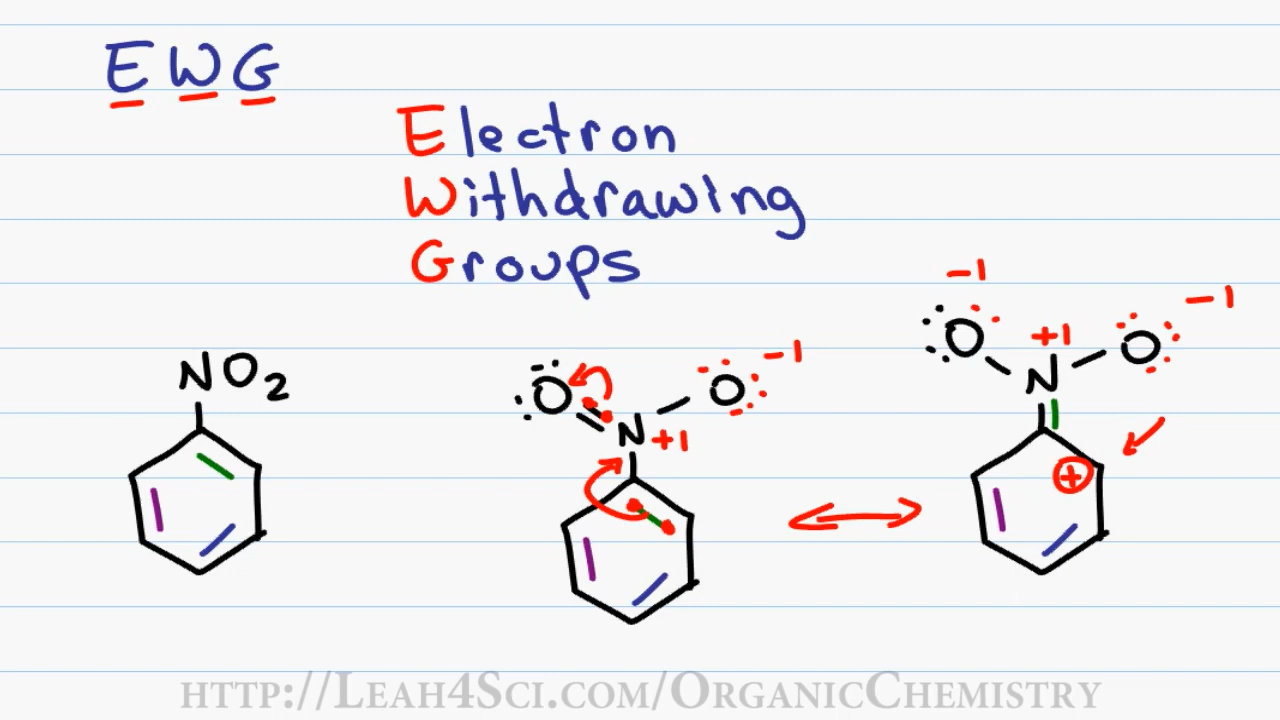 EWG
Electron
Withdrawing
Groups
NO2
O O -1
N +1
-1 -1
O +1 O
N
+
HTTP://LEAH4SCI.COM/ORGANICCHEMISTRY